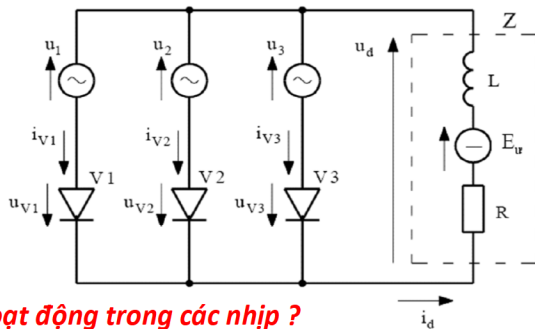 Z
u1 u2 u3 ud
L
iV1 iV2 iV3
Eu
V1 V2 V3
uV1 uV2 uV3
R
ạt động trong các nhịp ?
id